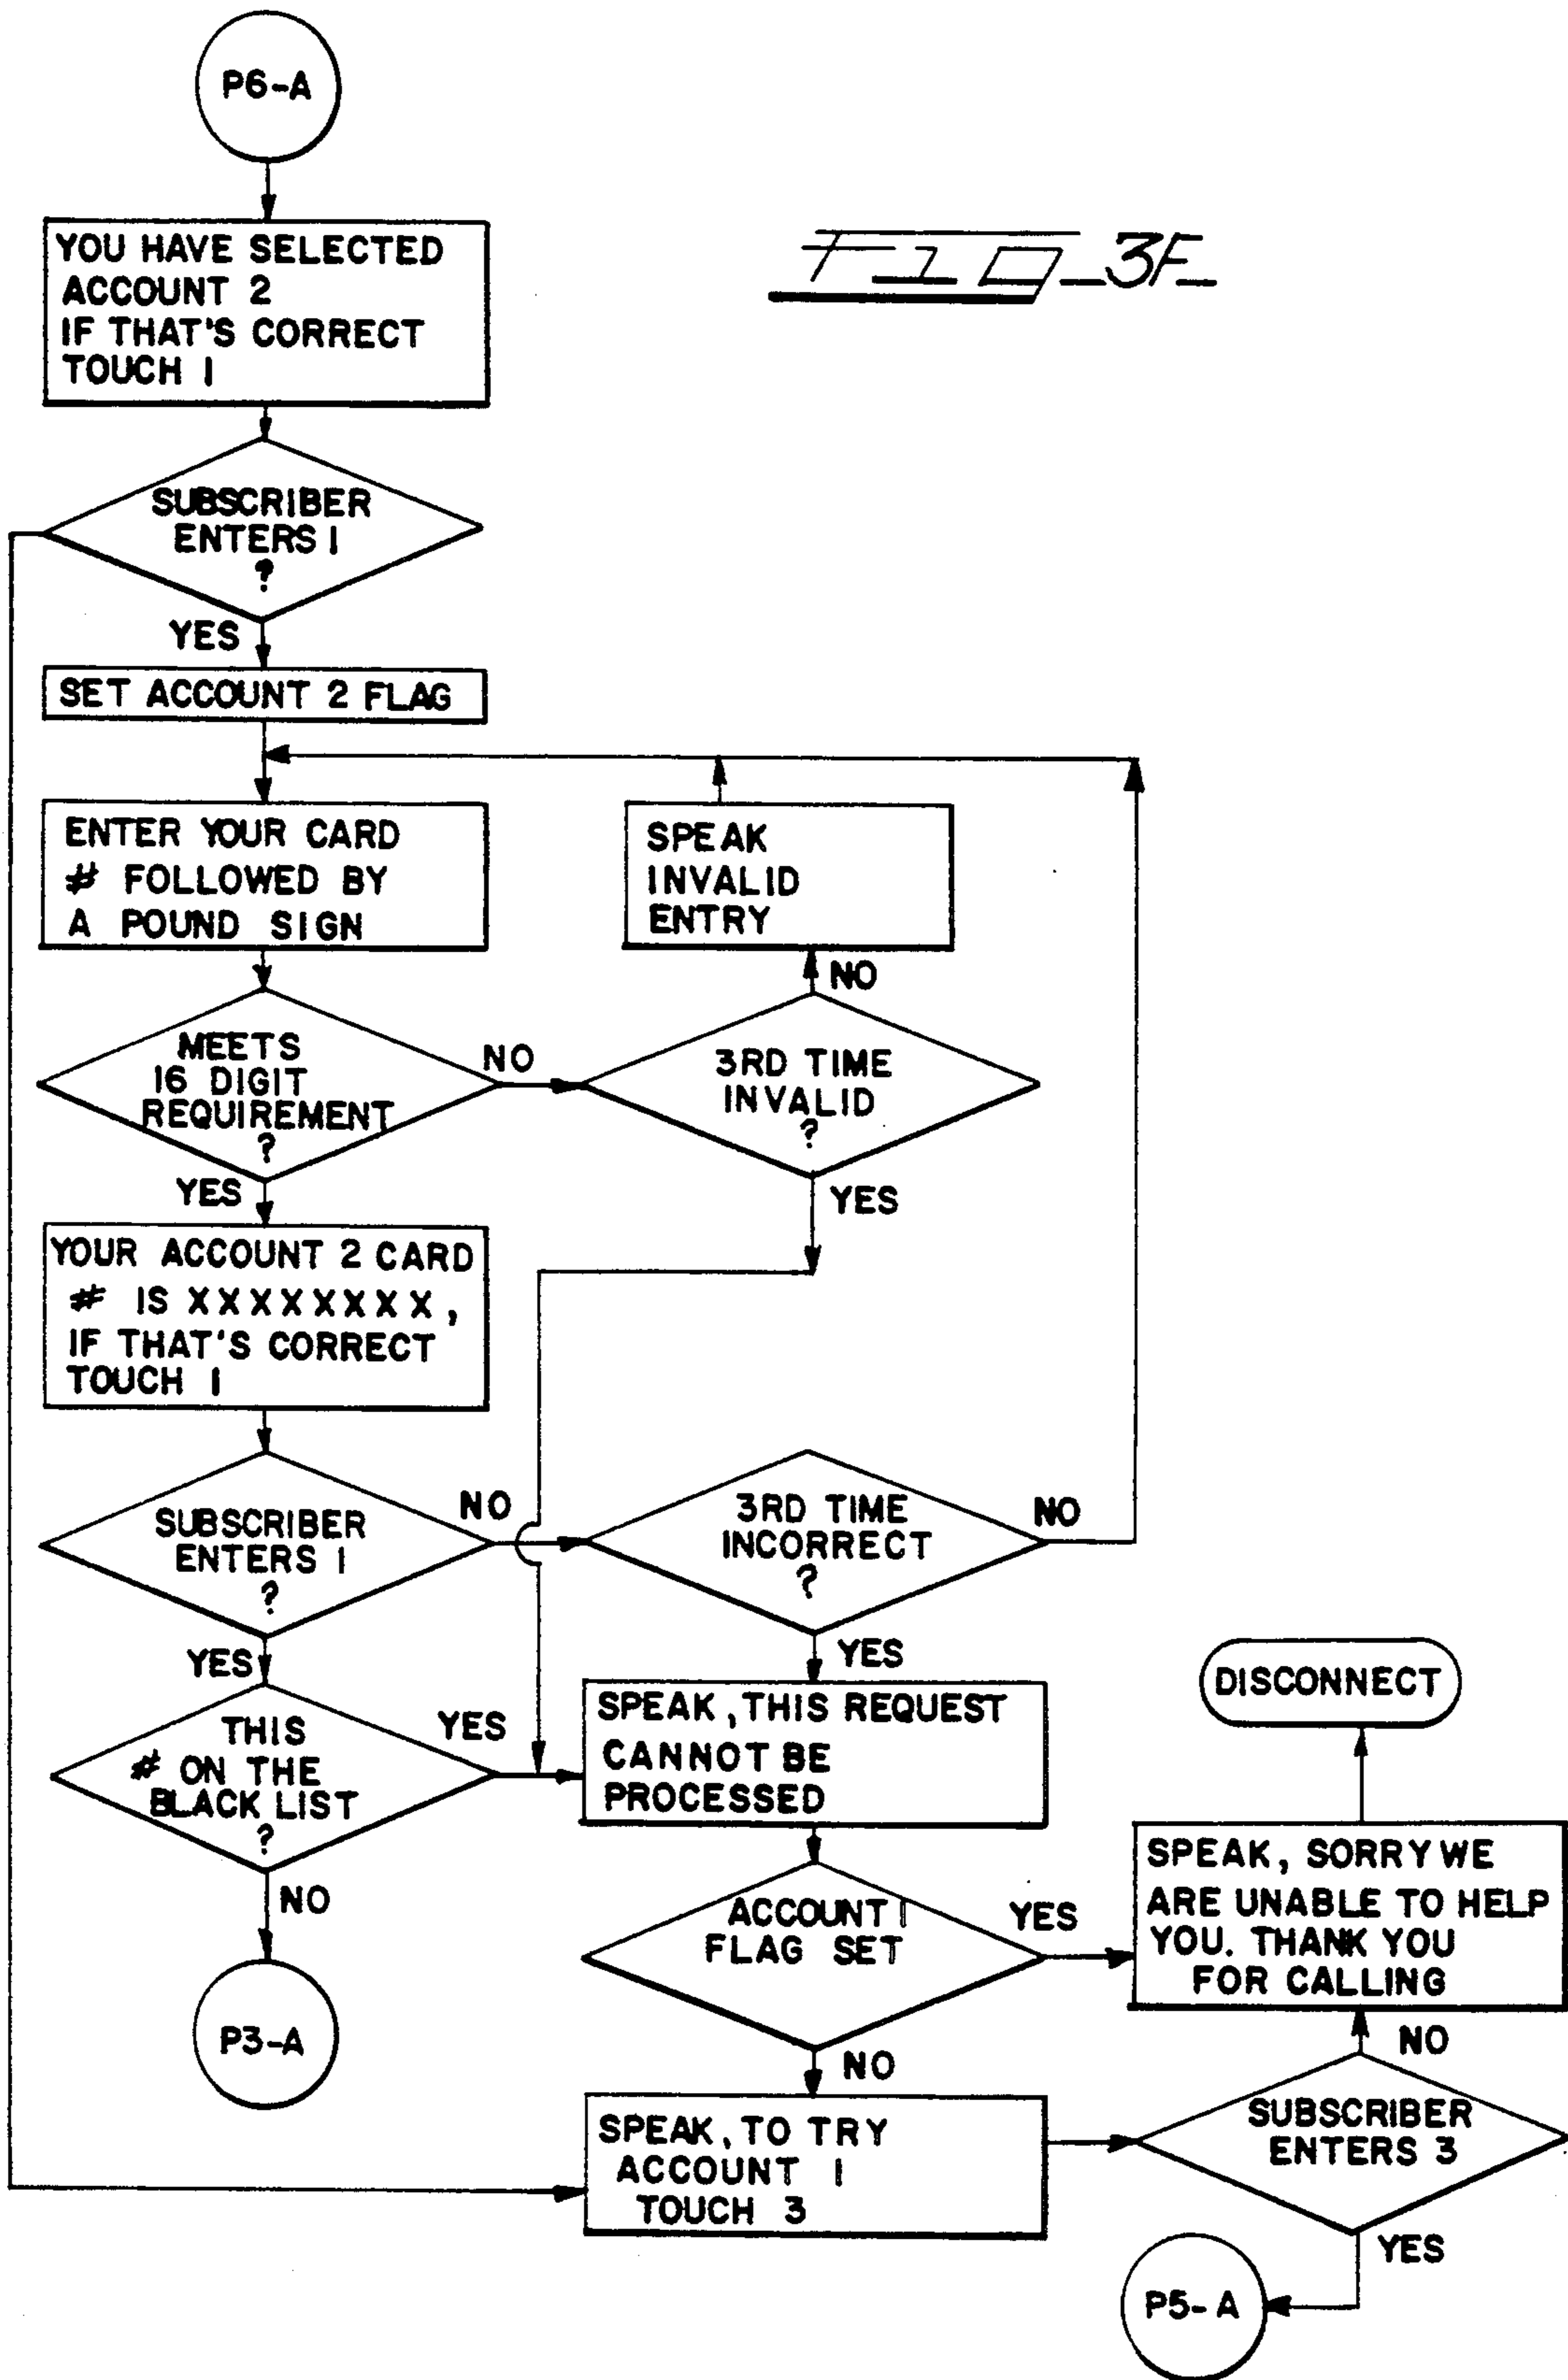 P6-A
YOU HAVE SELECTED
ACCOUNT 2
IF THAT'S CORRECT
TOUCH 1
FIG_3F_
SUBSCRIBER
ENTERS 1
?
YES
SET ACCOUNT 2 FLAG
ENTER YOUR CARD
# FOLLOWED BY
A POUND SIGN
SPEAK
INVALID
ENTRY
NO
MEETS
16 DIGIT
REQUIREMENT
?
NO
3RD TIME
INVALID
?
YES
YES
YOUR ACCOUNT 2 CARD
# IS XXXXXXXX,
IF THAT'S CORRECT
TOUCH 1
SUBSCRIBER
ENTERS 1
?
NO
3RD TIME
INCORRECT
?
NO
YES
YES
THIS
# ON THE
BLACK LIST
?
YES
SPEAK, THIS REQUEST
CANNOT BE
PROCESSED
DISCONNECT
NO
P3-A
ACCOUNT 1
FLAG SET
YES
SPEAK, SORRY WE
ARE UNABLE TO HELP
YOU. THANK YOU
FOR CALLING
NO
NO
SPEAK, TO TRY
ACCOUNT 1
TOUCH 3
SUBSCRIBER
ENTERS 3
YES
P5-A